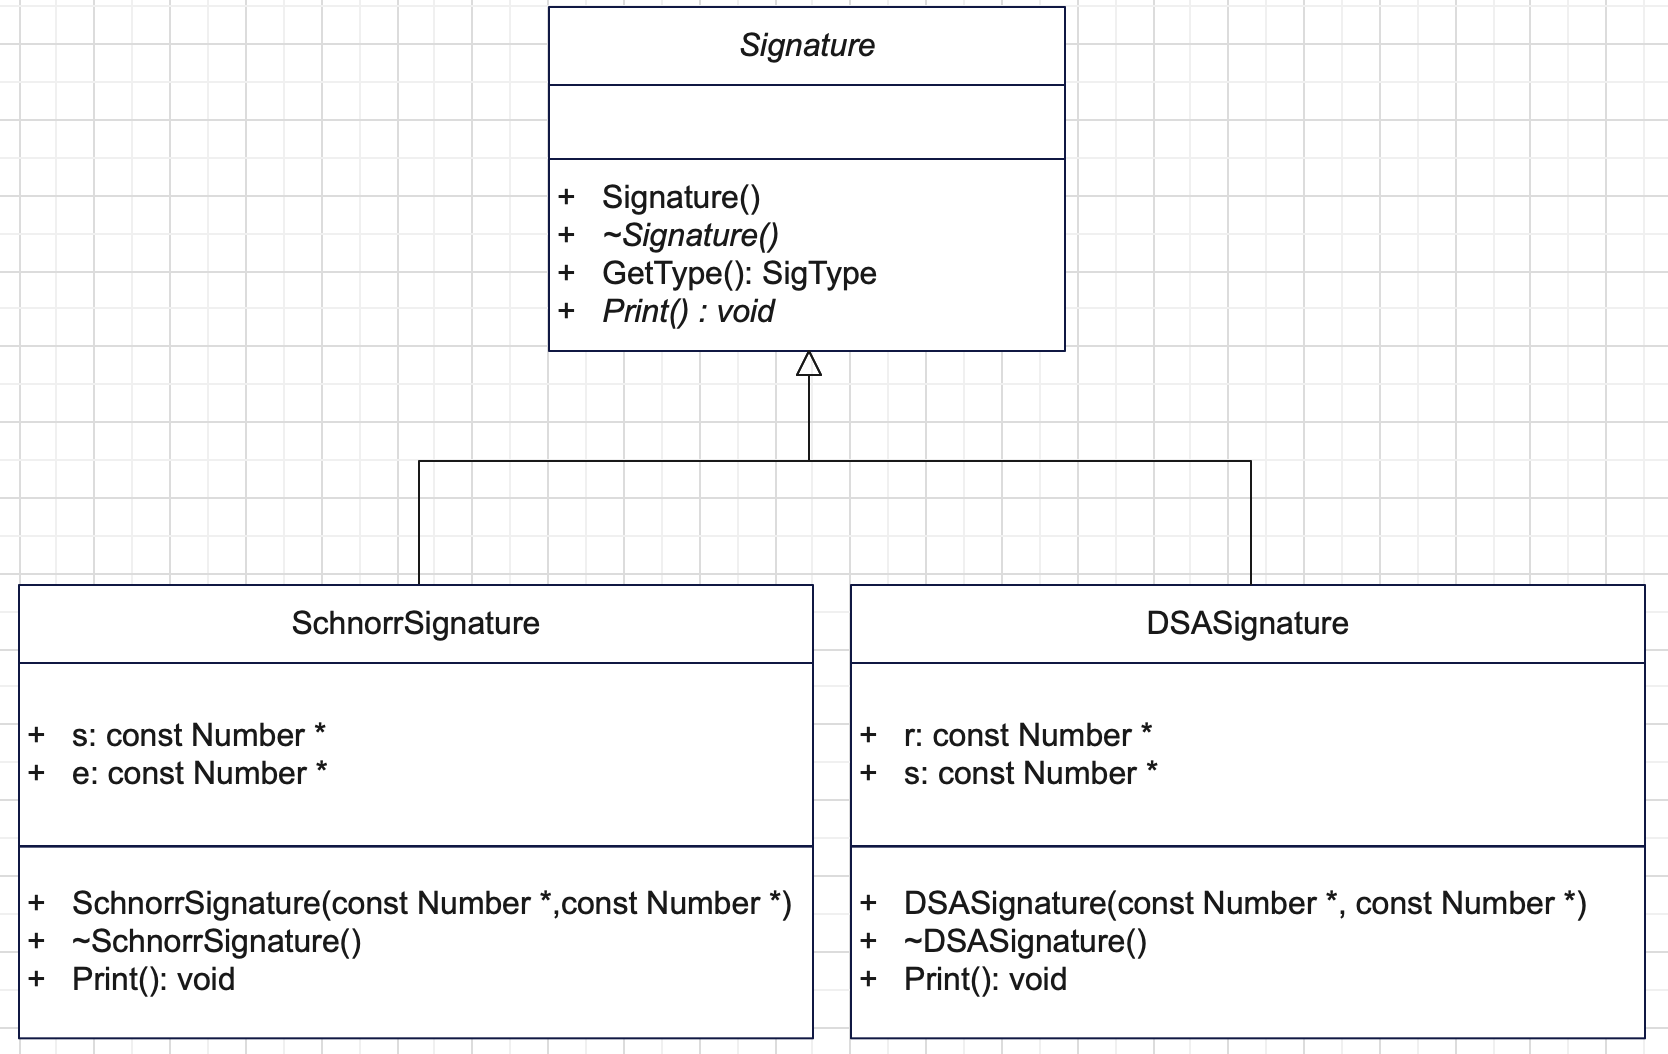 Signature
+ Signature()
+ ~Signature()
+ GetType(): SigType
+ Print() : void
SchnorrSignature
+ s: const Number *
+ e: const Number *
+ SchnorrSignature(const Number *,const Number *)
+ ~SchnorrSignature()
+ Print(): void
DSASignature
+ r: const Number *
+ s: const Number *
+ DSASignature(const Number *, const Number *)
+ ~DSASignature()
+ Print(): void